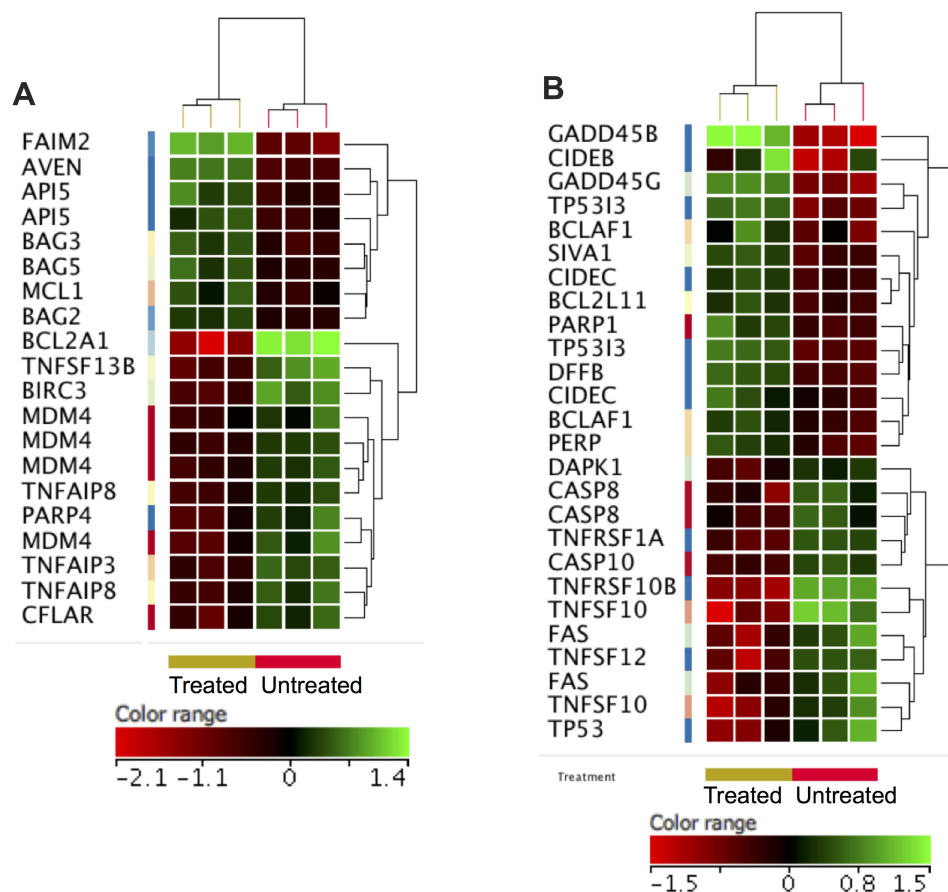 A
FAIM2
AVEN
API5
API5
BAG3
BAG5
MCL1
BAG2
BCL2A1
TNFSF13B
BIRC3
MDM4
MDM4
MDM4
TNFAIP8
PARP4
MDM4
TNFAIP3
TNFAIP8
CFLAR
Treated Untreated
Color range
-2.1 -1.1 0 1.4
B
GADD45B
CIDEB
GADD45G
TP53I3
BCLAF1
SIVA1
CIDEC
BCL2L11
PARP1
TP53I3
DFFB
CIDEC
BCLAF1
PERP
DAPK1
CASP8
CASP8
TNFRSF1A
CASP10
TNFRSF10B
TNFSF10
FAS
TNFSF12
FAS
TNFSF10
TP53
Treatment
Treated Untreated
Color range
-1.5 0 0.8 1.5